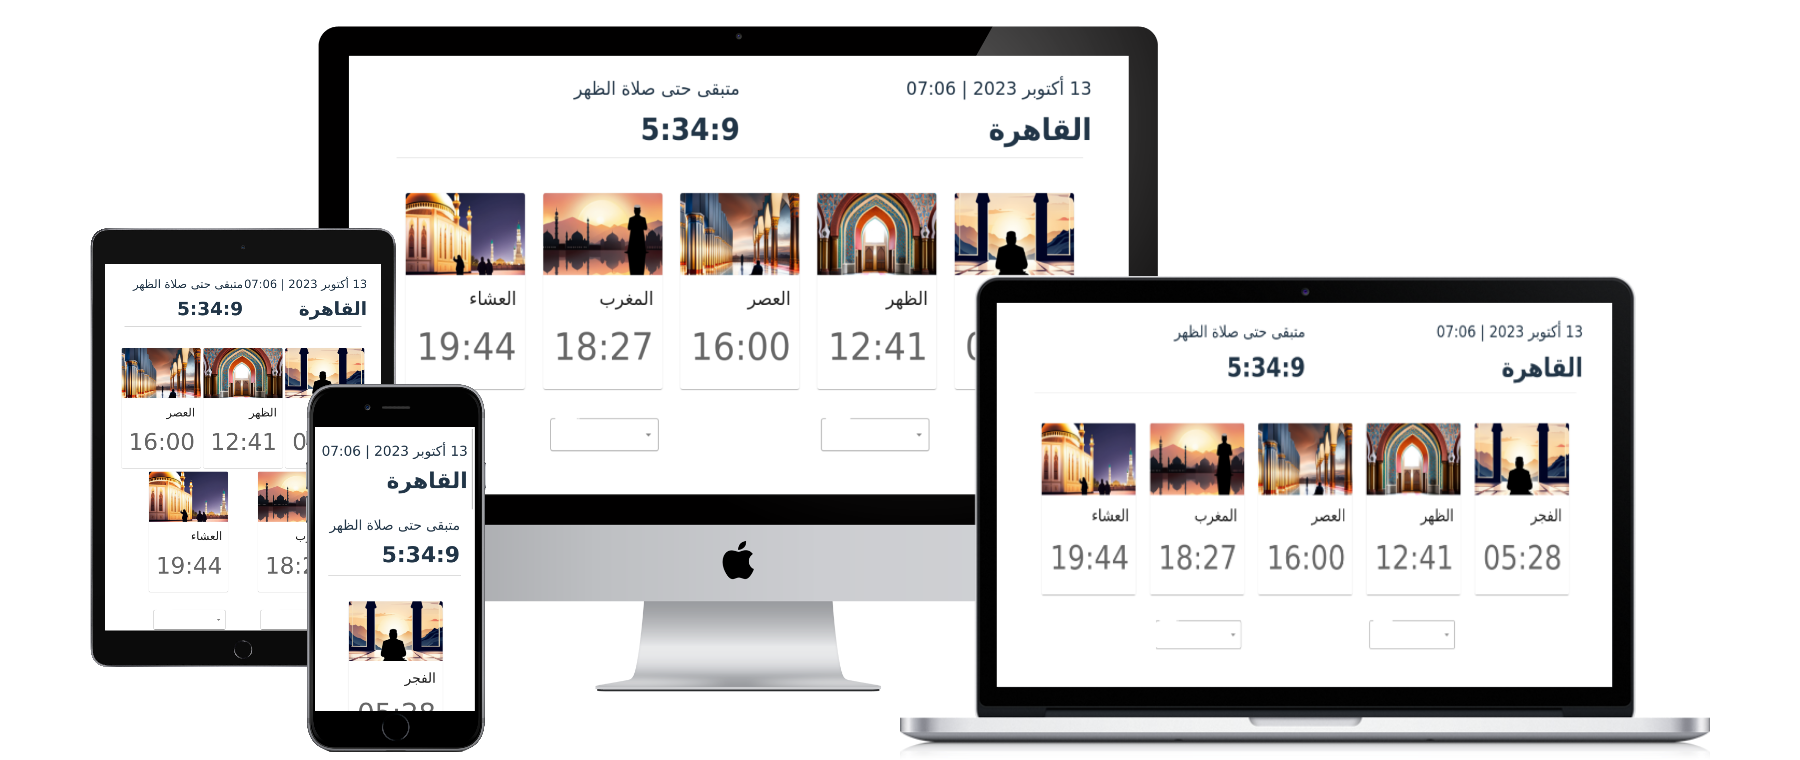 13 أكتوبر 2023 | 07:06
القاهرة
متبقى حتى صلاة الظهر
5:34:9
الظهر
12:41
العصر
16:00
المغرب
18:27
العشاء
19:44
13 أكتوبر 2023 | 07:06
القاهرة
متبقى حتى صلاة الظهر
5:34:9
الظهر
12:41
العصر
16:00
العشاء
19:44
13 أكتوبر 2023 | 07:06
القاهرة
متبقى حتى صلاة الظهر
5:34:9
الفجر
05:28
13 أكتوبر 2023 | 07:06
القاهرة
متبقى حتى صلاة الظهر
5:34:9
الفجر
05:28
الظهر
12:41
العصر
16:00
المغرب
18:27
العشاء
19:44